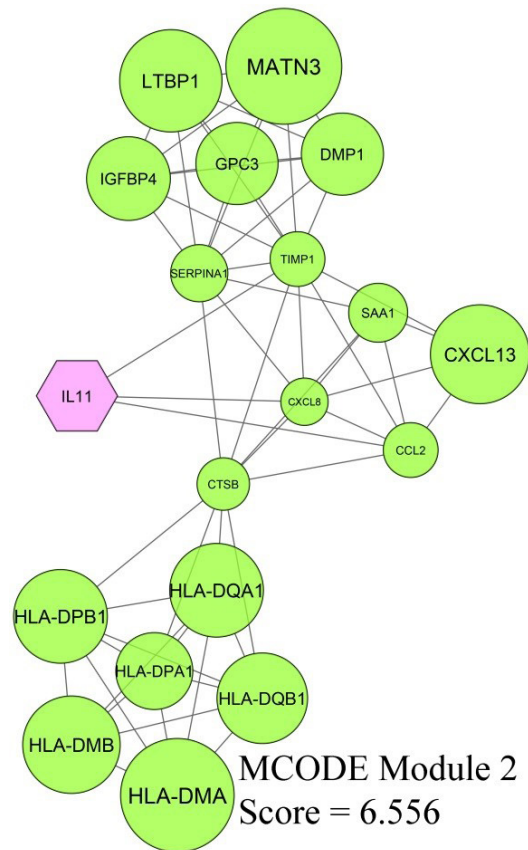 MATN3
LTBP1
GPC3
DMP1
IGFBP4
TIMP1
SERPINA1
SAA1
CXCL13
IL11
CXCL8
CCL2
CTSB
HLA-DQA1
HLA-DPB1
HLA-DPA1
HLA-DQB1
HLA-DMB
HLA-DMA
MCODE Module 2
Score = 6.556